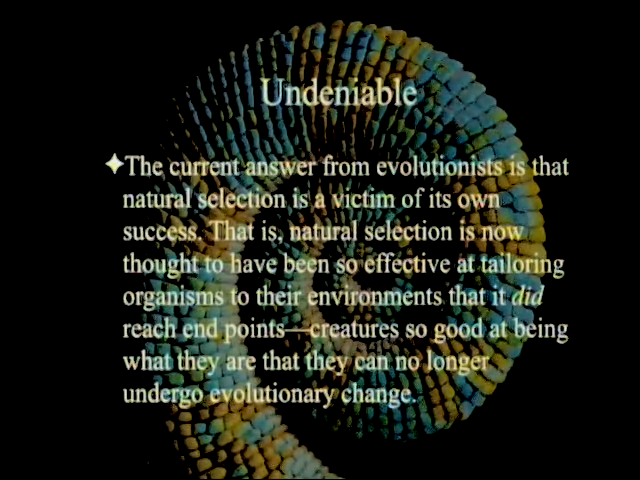 Undeniable
✦The current answer from evolutionists is that
natural selection is a victim of its own
success. That is, natural selection is now
thought to have been so effective at tailoring
organisms to their environments that it did
reach end points—creatures so good at being
what they are that they can no longer
undergo evolutionary change.